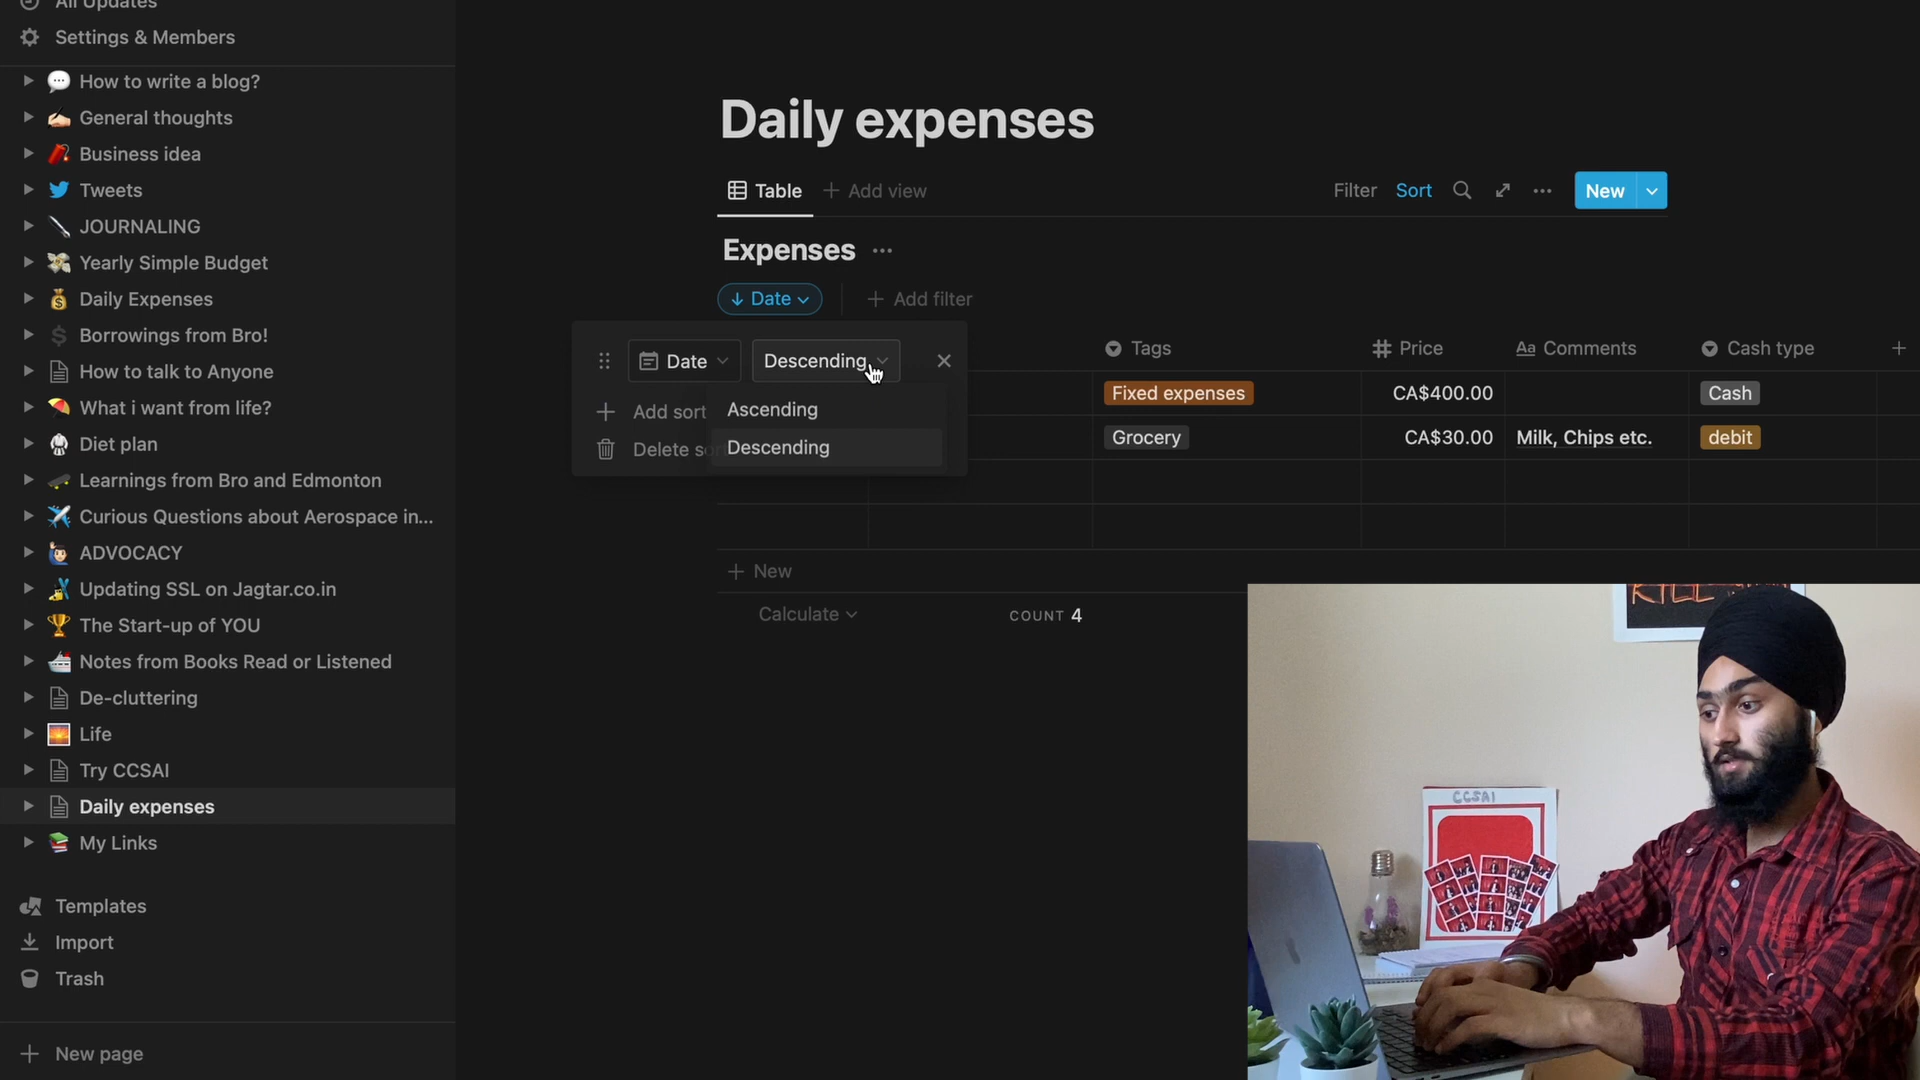 All Updates
Settings & Members
How to write a blog?
General thoughts
Business idea
Tweets
JOURNALING
Yearly Simple Budget
Daily Expenses
Borrowings from Bro!
How to talk to Anyone
What i want from life?
Diet plan
Learnings from Bro and Edmonton
Curious Questions about Aerospace in...
ADVOCACY
Updating SSL on Jagtar.co.in
The Start-up of YOU
Notes from Books Read or Listened
De-cluttering
Life
Try CCSAI
Daily expenses
My Links
Templates
Import
Trash
New page
Daily expenses
Table
Add view
Filter
Sort
New
Expenses
Date
Add filter
Date
Descending
Add sort
Delete
Ascending
Descending
Tags
Price
Comments
Cash type
Fixed expenses
CA$400.00
Cash
Grocery
CA$30.00
Milk, Chips etc.
debit
New
Calculate
COUNT 4
KILL
CCSAI